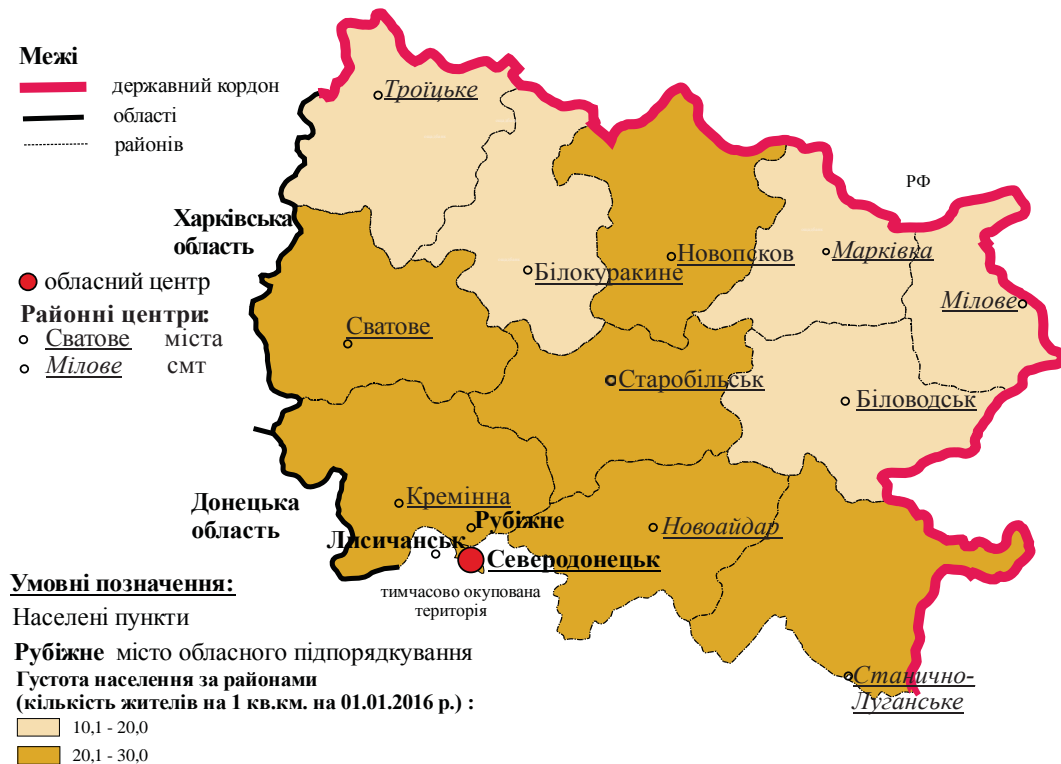 Межі
державний кордон
області
районів
Троїцьке
РФ
Харківська
область
Білокуракине
Новопсков
Марківка
Мілове
обласний центр
Районні центри:
Сватове міста
Мілове смт
Сватове
Старобільськ
Біловодськ
Донецька
область
Кремінна
Рубіжне
Новоайдар
Лисичанськ
Северодонецьк
тимчасово окупована
територія
Станично-
Луганське
Умовні позначення:
Населені пункти
Рубіжне місто обласного підпорядкування
Густота населення за районами
(кількість жителів на 1 кв.км. на 01.01.2016 р.) :
10,1 - 20,0
20,1 - 30,0